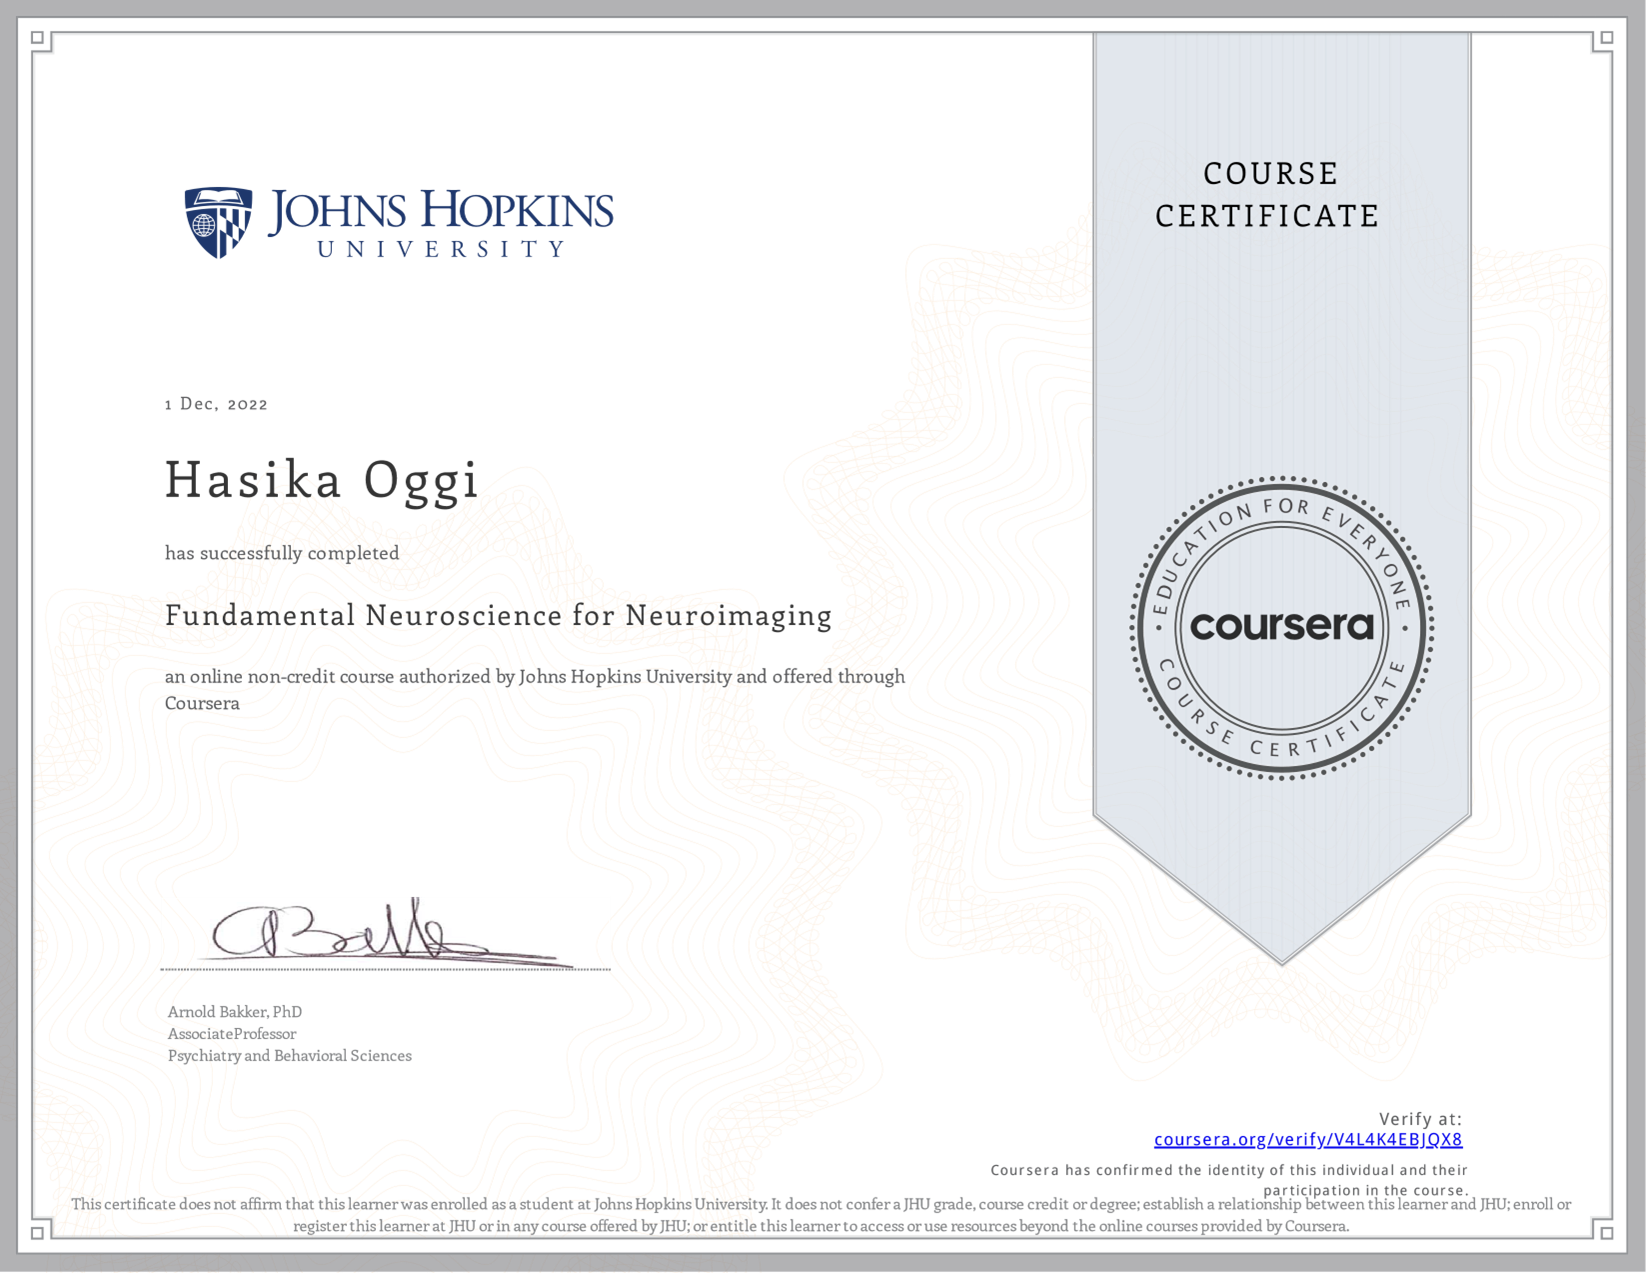 JOHNS HOPKINS
UNIVERSITY
COURSE
CERTIFICATE
1 Dec, 2022
Hasika Oggi
has successfully completed
Fundamental Neuroscience for Neuroimaging
an online non-credit course authorized by Johns Hopkins University and offered through
Coursera
EDUCATION FOR EVERYONE
coursera
COURSE CERTIFICATE
Arnold Bakker, PhD
AssociateProfessor
Psychiatry and Behavioral Sciences
Verify at:
coursera.org/verify/V4L4K4EBJQX8
Coursera has confirmed the identity of this individual and their
participation in the course.
This certificate does not affirm that this learner was enrolled as a student at Johns Hopkins University. It does not confer a JHU grade, course credit or degree; establish a relationship between this learner and JHU; enroll or
register this learner at JHU or in any course offered by JHU; or entitle this learner to access or use resources beyond the online courses provided by Coursera.